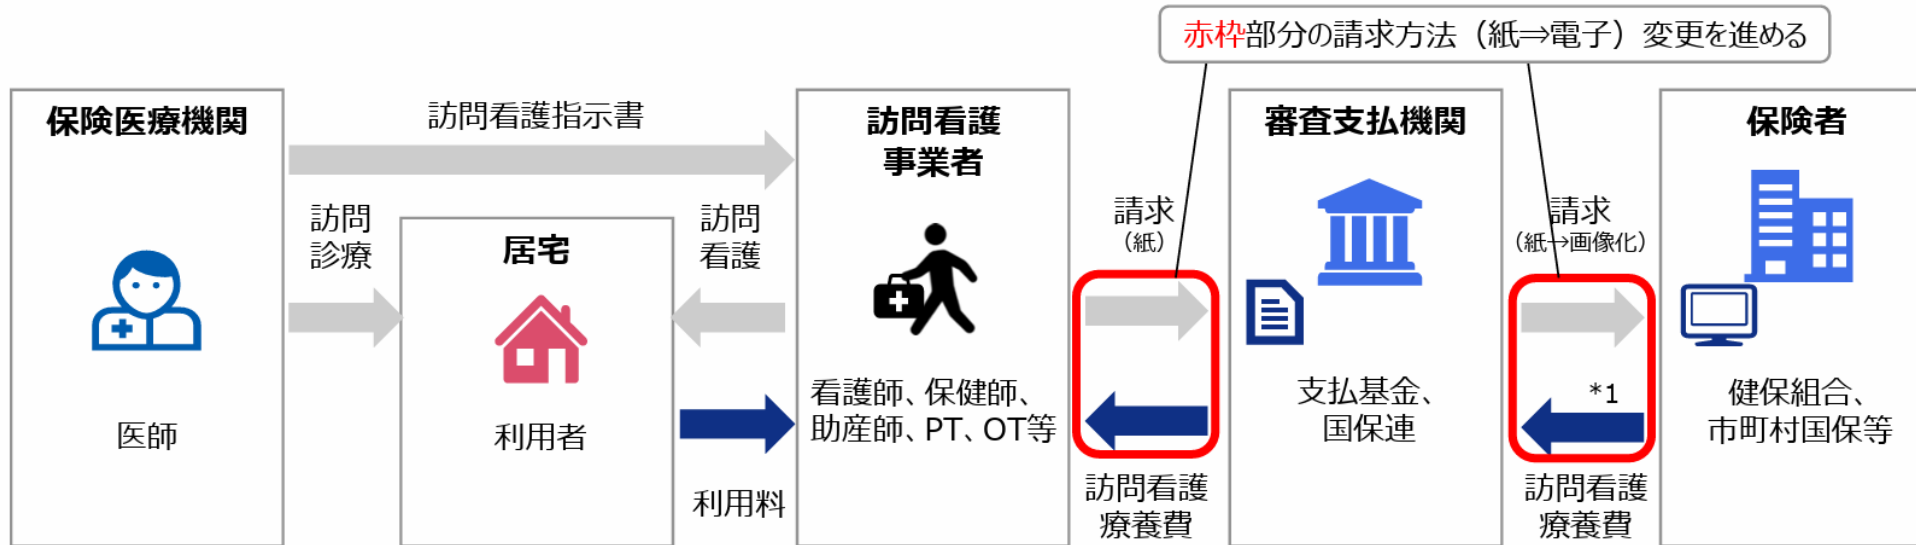 赤枠部分の請求方法（紙⇒電子）変更を進める
保険医療機関
訪問看護指示書
訪問
診療
医師
居宅
利用者
訪問
看護
利用料
訪問看護
事業者
看護師、保健師、
助産師、PT、OT等
請求
（紙）
訪問看護
療養費
審査支払機関
支払基金、
国保連
請求
（紙→画像化）
*1
訪問看護
療養費
保険者
健保組合、
市町村国保等